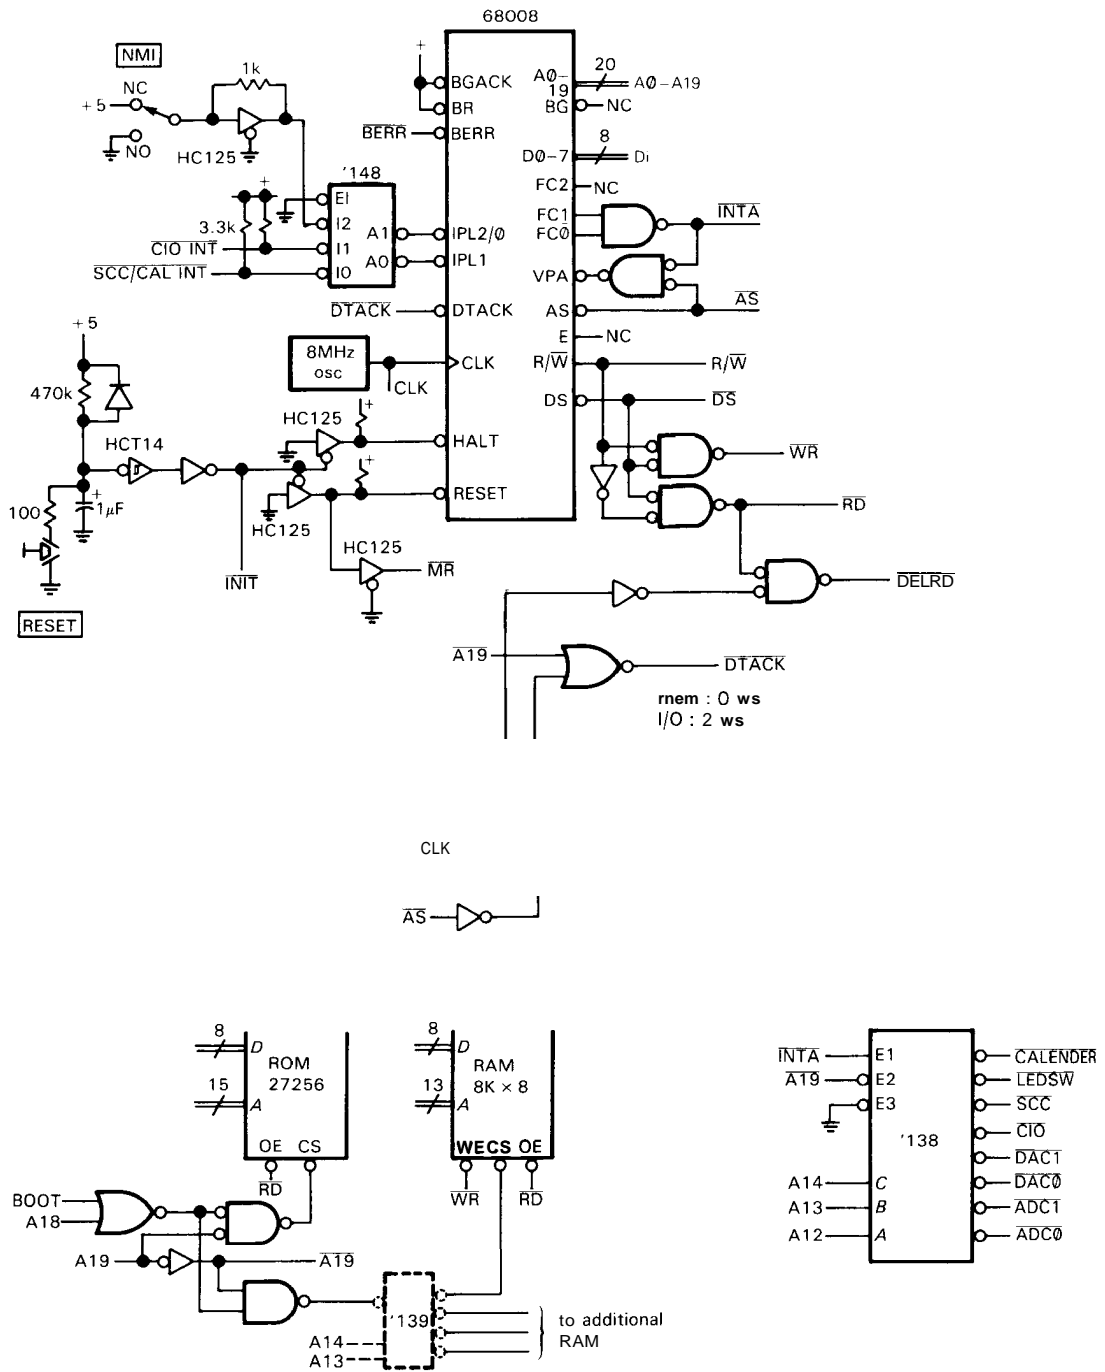 68008
NMI
1k
NC
+5
NO
HC125
+
BGACK
BR
BERR
BERR
A0-19
20
A0-A19
BG
NC
D0-7
8
Di
FC2
NC
FC1
FC0
INTA
VPA
AS
AS
E
NC
R/W
R/W
DS
DS
'148
EI
I2
I1
I0
A1
A0
IPL2/0
IPL1
+
3.3k
CIO INT
SCC/CAL INT
DTACK
DTACK
8MHz
osc
CLK
CLK
+5
470k
HCT14
HC125
+
HALT
+
RESET
HC125
100
+
1µF
INIT
HC125
MR
RESET
WR
RD
DELRD
A19
DTACK
rnem : 0 ws
I/O : 2 ws
CLK
AS
8
D
ROM
27256
15
A
OE CS
RD
8
D
RAM
8K × 8
13
A
WE CS OE
WR
RD
BOOT
A18
A19
A19
'139
A14
A13
to additional
RAM
INTA
E1
A19
E2
E3
'138
A14
C
A13
B
A12
A
CALENDER
LEDSW
SCC
CIO
DAC1
DAC0
ADC1
ADC0